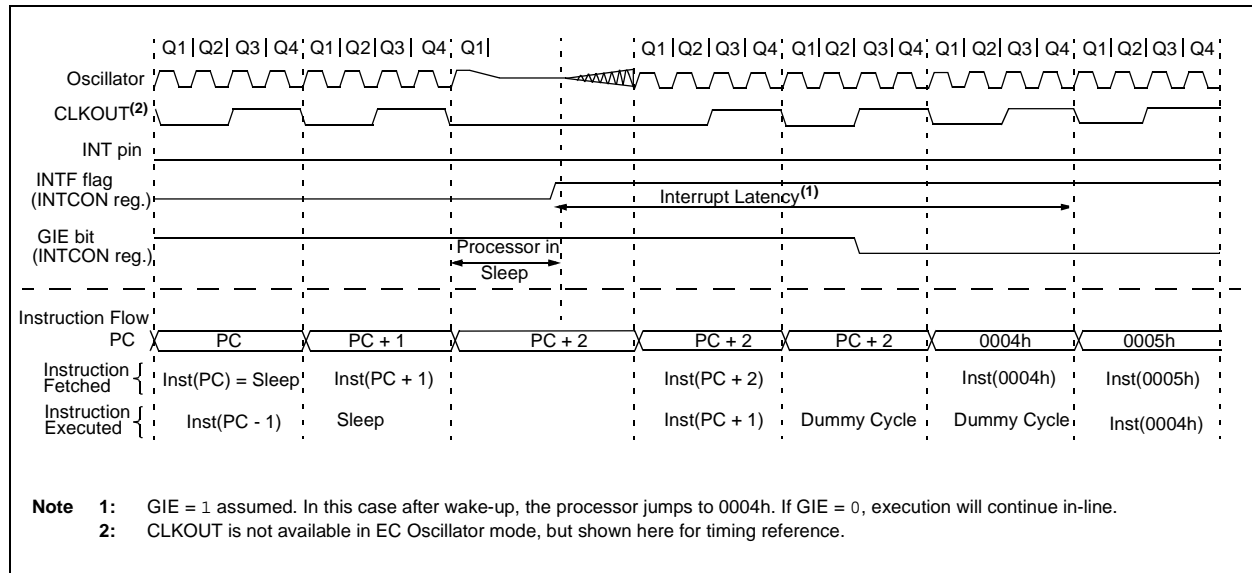 Q1 Q2 Q3 Q4 Q1 Q2 Q3 Q4 Q1 Q1 Q2 Q3 Q4 Q1 Q2 Q3 Q4 Q1 Q2 Q3 Q4 Q1 Q2 Q3 Q4
Oscillator
CLKOUT(2)
INT pin
INTF flag
(INTCON reg.)
Interrupt Latency(1)
GIE bit
(INTCON reg.)
Processor in
Sleep
Instruction Flow
PC PC PC + 1 PC + 2 PC + 2 PC + 2 0004h 0005h
Instruction
Fetched
Inst(PC) = Sleep Inst(PC + 1) Inst(PC + 2) Inst(0004h) Inst(0005h)
Instruction
Executed
Inst(PC - 1) Sleep Inst(PC + 1) Dummy Cycle Dummy Cycle Inst(0004h)
Note 1: GIE = 1 assumed. In this case after wake-up, the processor jumps to 0004h. If GIE = 0, execution will continue in-line.
2: CLKOUT is not available in EC Oscillator mode, but shown here for timing reference.